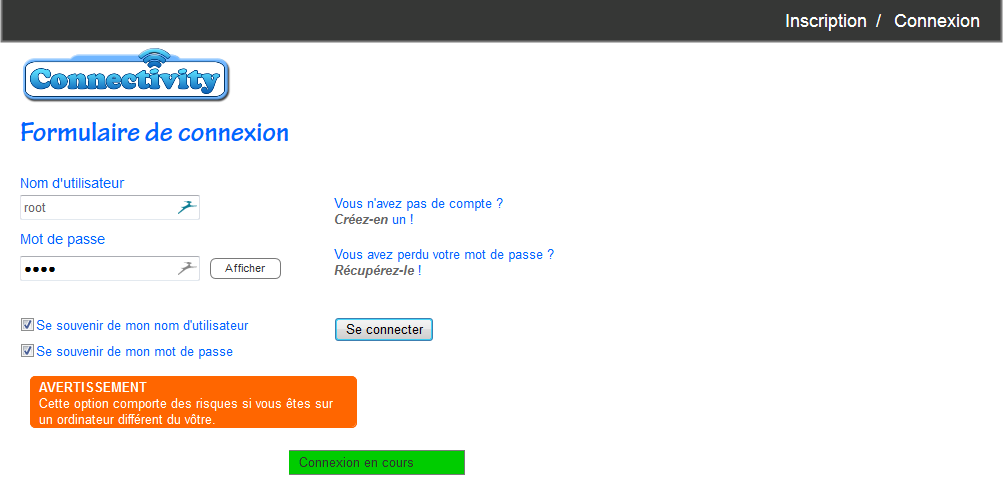 Inscription / Connexion
Connectivity
Formulaire de connexion
Nom d'utilisateur
root
Vous n'avez pas de compte ?
Créez-en un !
Mot de passe
●●●● Afficher
Vous avez perdu votre mot de passe ?
Récupérez-le !
Se souvenir de mon nom d'utilisateur
Se connecter
Se souvenir de mon mot de passe
AVERTISSEMENT
Cette option comporte des risques si vous êtes sur
un ordinateur différent du vôtre.
Connexion en cours